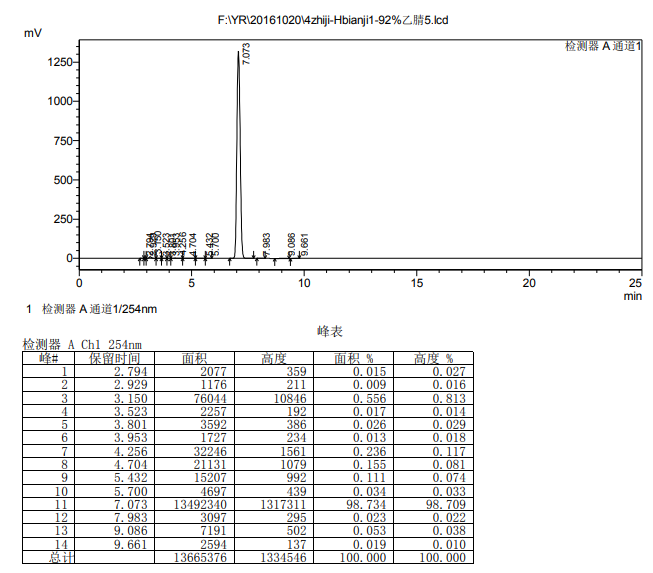 F:\YR\20161020\4zhiji-Hbianji1-92%乙腈5.lcd
mV
检测器 A 通道1
7.073
1250
1000
750
500
250
0
3.150
3.523
4.256
4.704
5.432
5.700
7.983
9.086
9.661
0 5 10 15 20 25
min
1 检测器 A 通道1/254nm
峰表
检测器 A Ch1 254nm
峰# 保留时间 面积 高度 面积 % 高度 %
1 2.794 2077 359 0.015 0.027
2 2.929 1176 211 0.009 0.016
3 3.150 76044 10846 0.556 0.813
4 3.523 2257 192 0.017 0.014
5 3.801 3592 386 0.026 0.029
6 3.953 1727 234 0.013 0.018
7 4.256 32246 1561 0.236 0.117
8 4.704 21131 1079 0.155 0.081
9 5.432 15207 992 0.111 0.074
10 5.700 4697 439 0.034 0.033
11 7.073 13492340 1317311 98.734 98.709
12 7.983 3097 295 0.023 0.022
13 9.086 7191 502 0.053 0.038
14 9.661 2594 137 0.019 0.010
总计 13665376 1334546 100.000 100.000